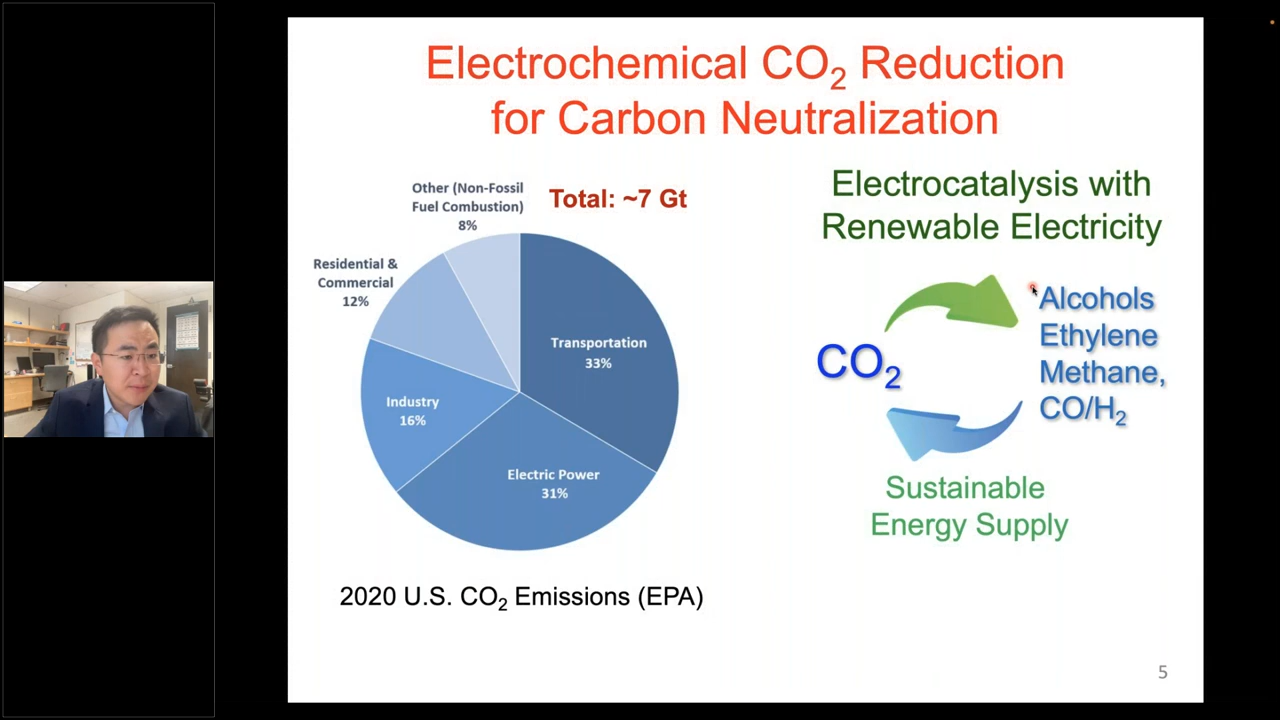 Electrochemical CO₂ Reduction
for Carbon Neutralization
Other (Non-Fossil
Fuel Combustion)
8%
Total: ~7 Gt
Residential &
Commercial
12%
Transportation
33%
Industry
16%
Electric Power
31%
2020 U.S. CO₂ Emissions (EPA)
Electrocatalysis with
Renewable Electricity
CO₂
Alcohols
Ethylene
Methane,
CO/H₂
Sustainable
Energy Supply
5